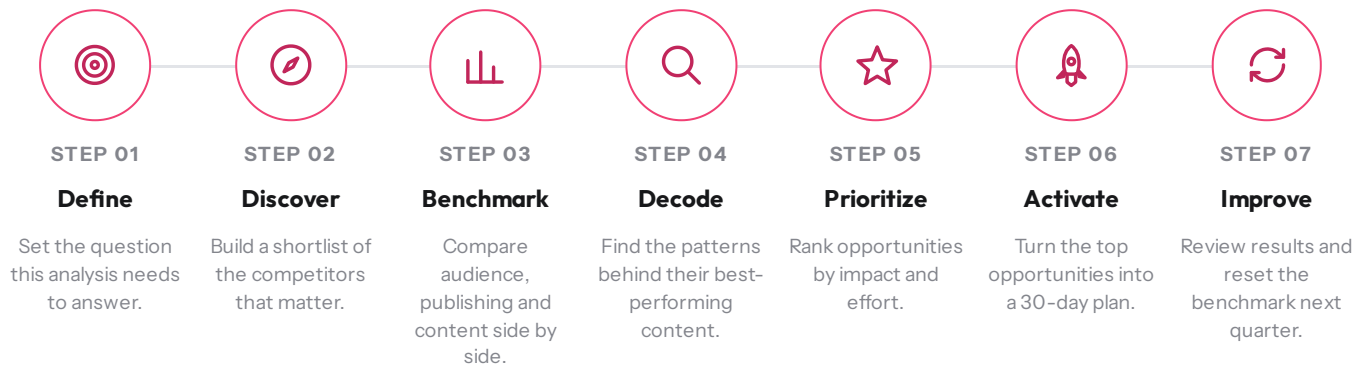 STEP 01
Define
Set the question
this analysis needs
to answer.
STEP 02
Discover
Build a shortlist of
the competitors
that matter.
STEP 03
Benchmark
Compare
audience,
publishing and
content side by
side.
STEP 04
Decode
Find the patterns
behind their best-
performing
content.
STEP 05
Prioritize
Rank opportunities
by impact and
effort.
STEP 06
Activate
Turn the top
opportunities into
a 30-day plan.
STEP 07
Improve
Review results and
reset the
benchmark next
quarter.